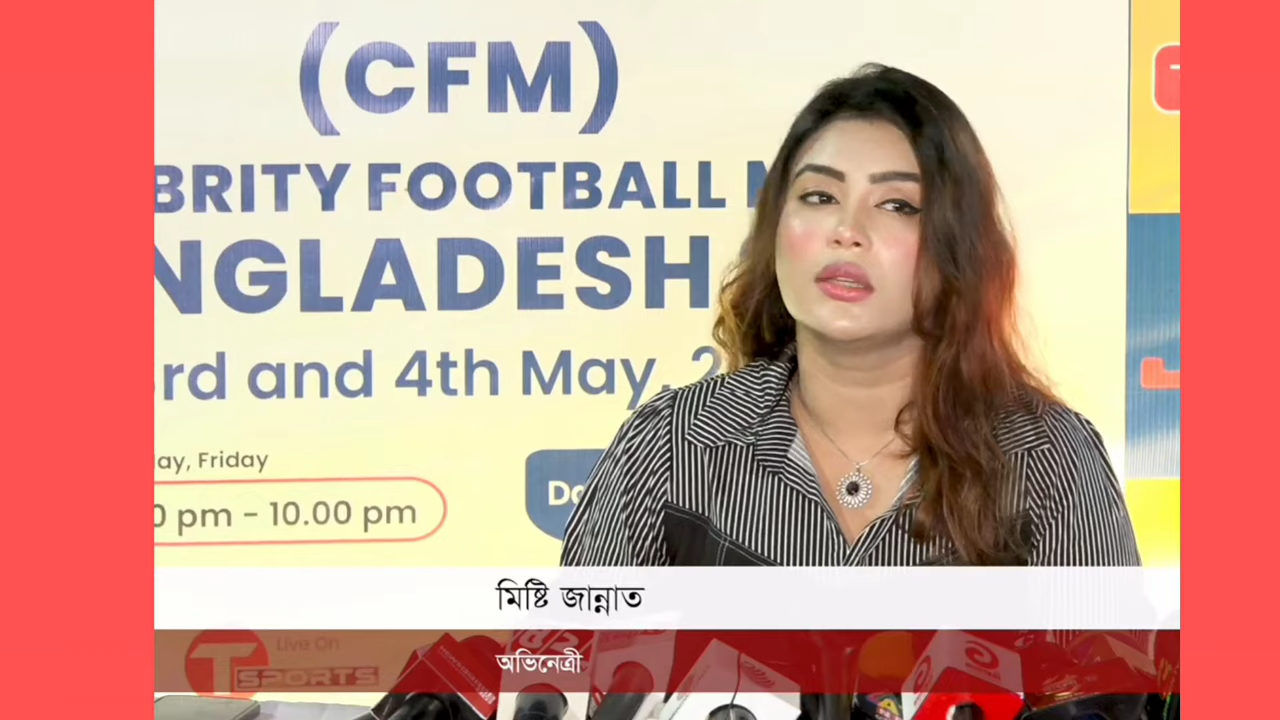 (CFM)
BRITY FOOTBALL
NGLADESH
rd and 4th May, 2
ay, Friday
0 pm - 10.00 pm
মিষ্টি জান্নাত
Live On
T SPORTS
অভিনেত্রী